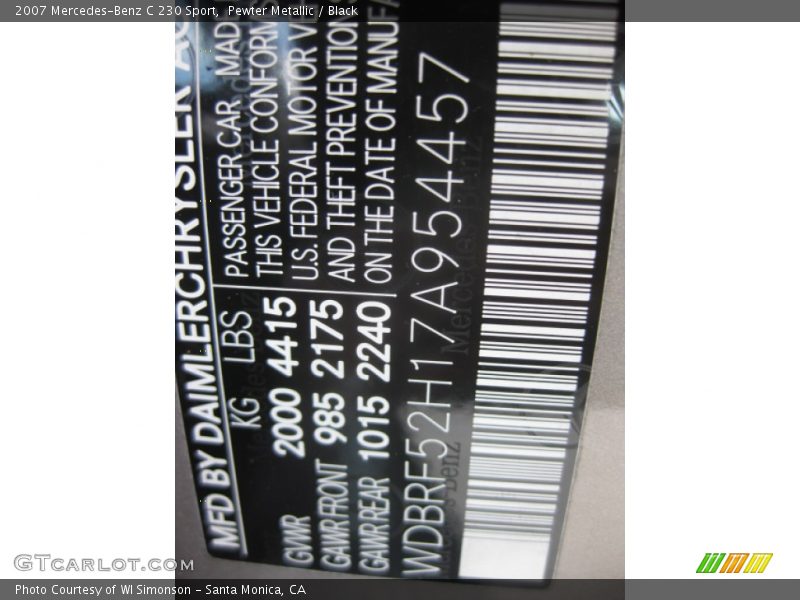 2007 Mercedes-Benz C 230 Sport,  Pewter Metallic / Black
MFD BY DAIMLERCHRYSLER
KG LBS
GVWR 2000 4415
GAWR FRONT 985 2175
GAWR REAR 1015 2240
PASSENGER CAR MAD
THIS VEHICLE CONFORM
U.S. FEDERAL MOTOR VE
AND THEFT PREVENTION
ON THE DATE OF MANUFA
WDBRF52H17A954457
GTcarlot.com
Photo Courtesy of WI Simonson - Santa Monica, CA